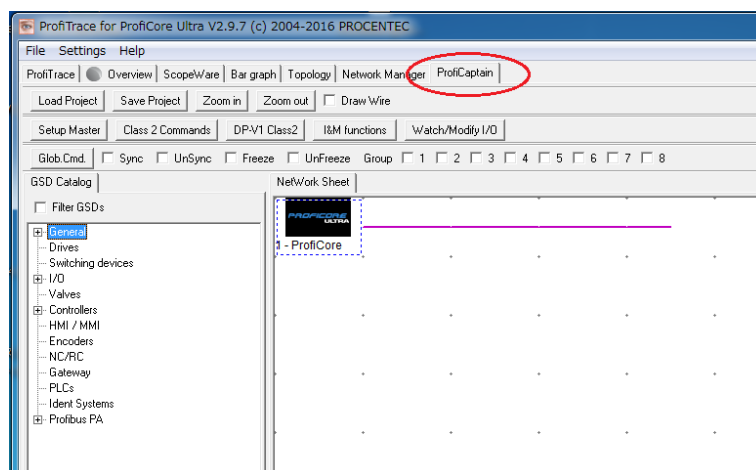 ProfiTrace for ProfiCore Ultra V2.9.7 (c) 2004-2016 PROCENTEC
File Settings Help
ProfiTrace Overview ScopeWare Bar graph Topology Network Manager ProfiCaptain
Load Project Save Project Zoom in Zoom out Draw Wire
Setup Master Class 2 Commands DP-V1 Class2 I&M functions Watch/Modify I/O
Glob.Cmd. Sync UnSync Freeze UnFreeze Group 1 2 3 4 5 6 7 8
GSD Catalog NetWork Sheet
Filter GSDs
PROFICORE
ULTRA
1 - ProfiCore
General
Drives
Switching devices
I/O
Valves
Controllers
HMI / MMI
Encoders
NC/RC
Gateway
PLCs
Ident Systems
Profibus PA